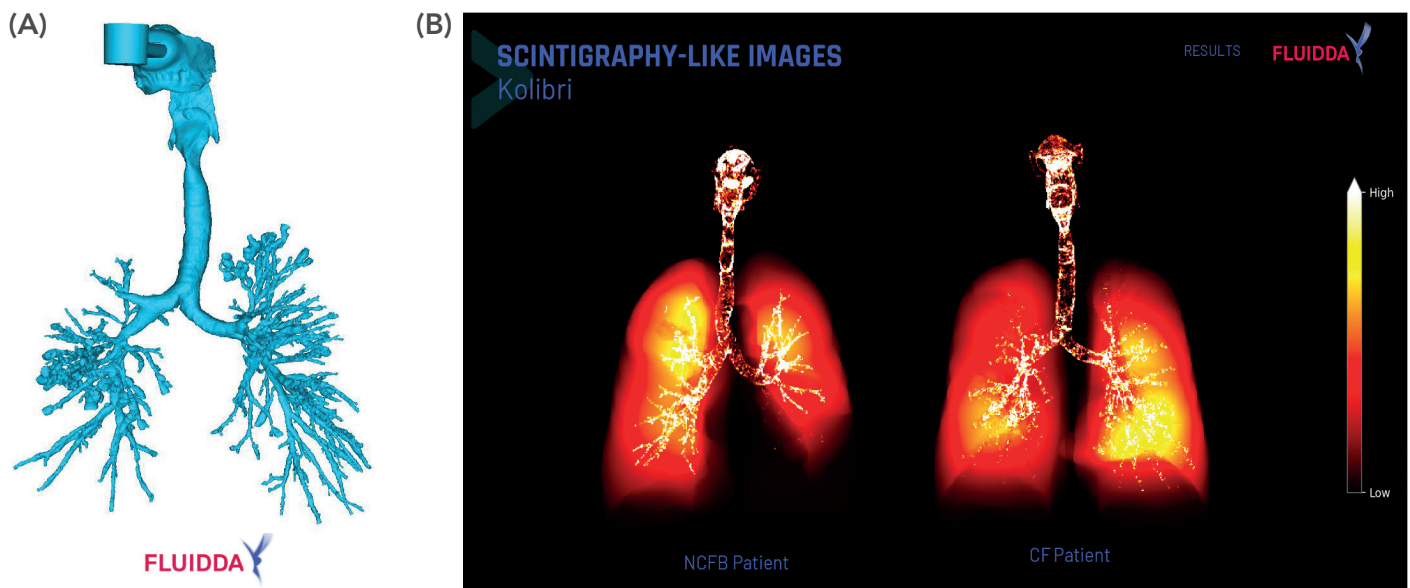 (A)
FLUIDDA
(B)
SCINTIGRAPHY-LIKE IMAGES
Kolibri
RESULTS
FLUIDDA
High
Low
NCFB Patient
CF Patient